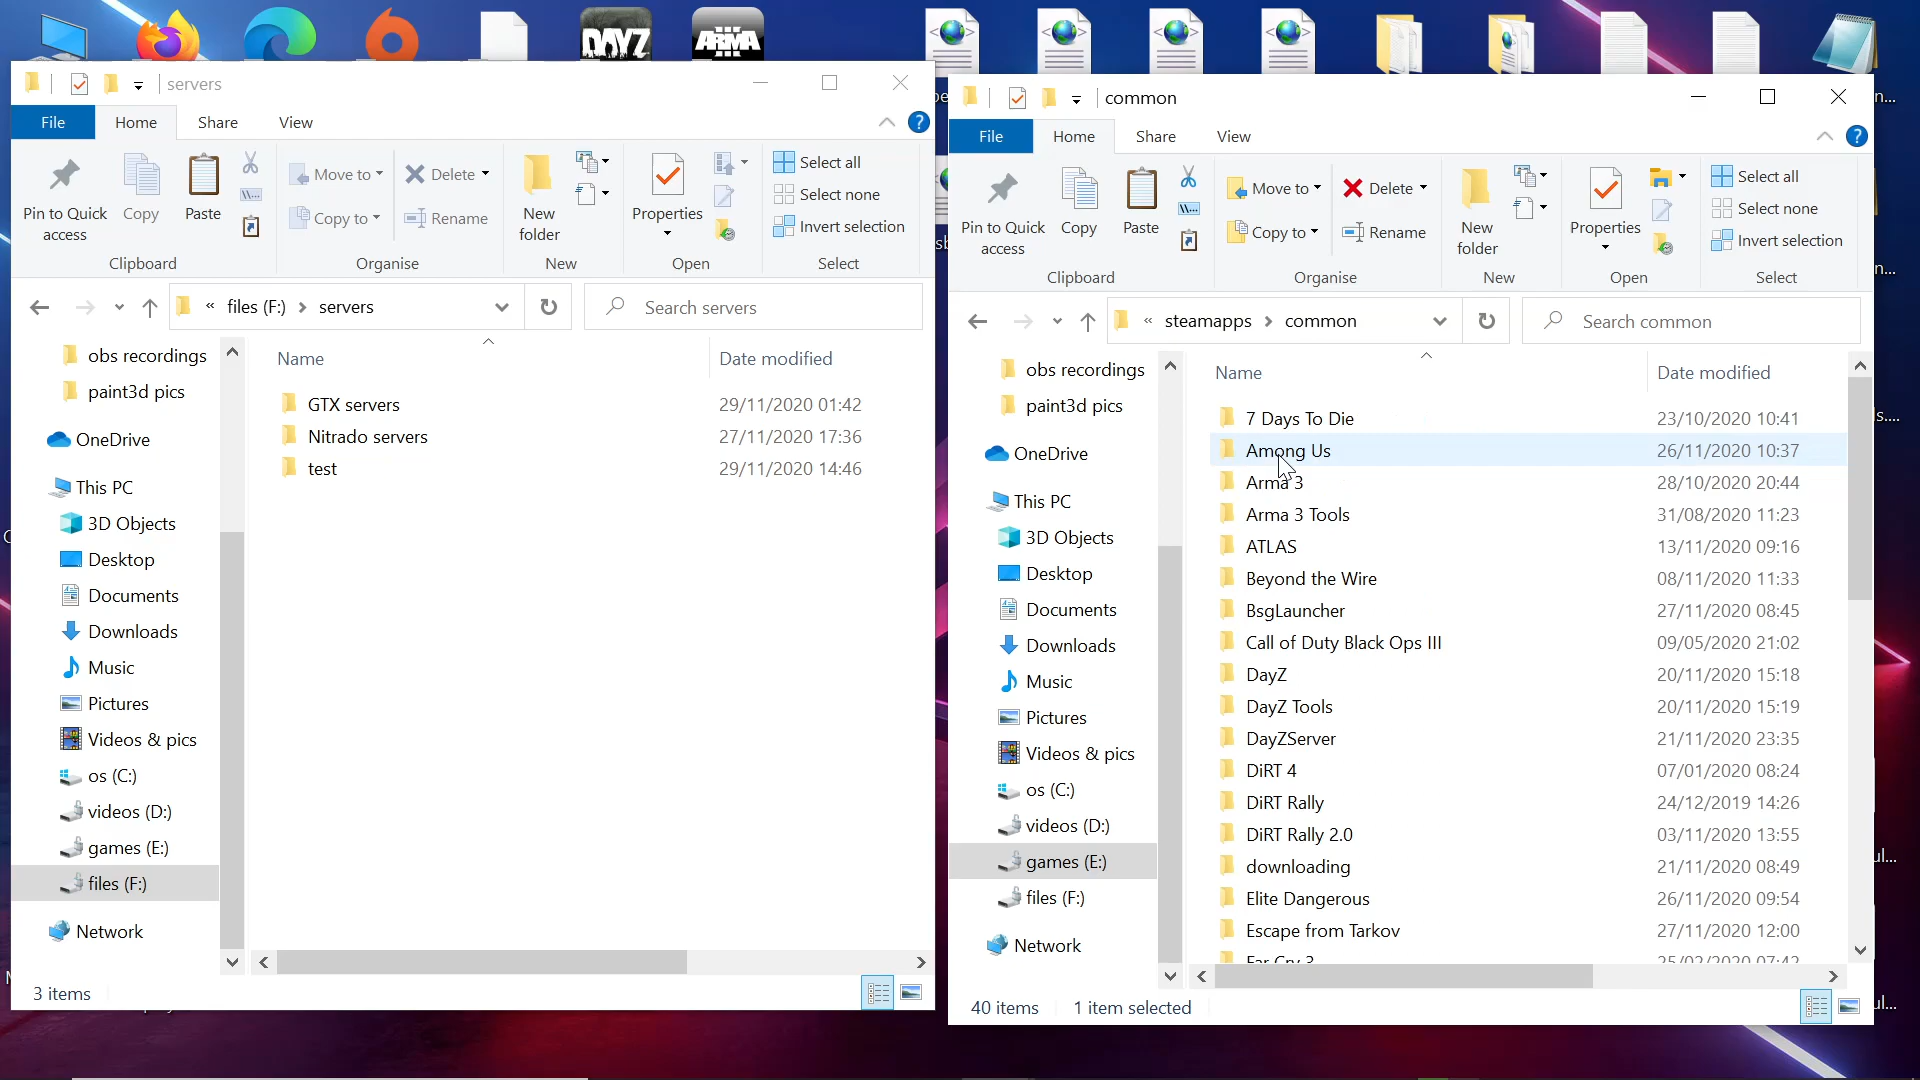 DAYZ
ARMA
servers
File
Home
Share
View
Pin to Quick
access
Copy
Paste
Move to
Copy to
Delete
Rename
New
folder
Properties
Select all
Select none
Invert selection
Clipboard
Organise
New
Open
Select
« files (F:) > servers
Search servers
obs recordings
paint3d pics
OneDrive
This PC
3D Objects
Desktop
Documents
Downloads
Music
Pictures
Videos & pics
os (C:)
videos (D:)
games (E:)
files (F:)
Network
Name Date modified
GTX servers 29/11/2020 01:42
Nitrado servers 27/11/2020 17:36
test 29/11/2020 14:46
3 items
common
File
Home
Share
View
Pin to Quick
access
Copy
Paste
Move to
Copy to
Delete
Rename
New
folder
Properties
Select all
Select none
Invert selection
Clipboard
Organise
New
Open
Select
« steamapps > common
Search common
obs recordings
paint3d pics
OneDrive
This PC
3D Objects
Desktop
Documents
Downloads
Music
Pictures
Videos & pics
os (C:)
videos (D:)
games (E:)
files (F:)
Network
Name Date modified
7 Days To Die 23/10/2020 10:41
Among Us 26/11/2020 10:37
Arma 3 28/10/2020 20:44
Arma 3 Tools 31/08/2020 11:23
ATLAS 13/11/2020 09:16
Beyond the Wire 08/11/2020 11:33
BsgLauncher 27/11/2020 08:45
Call of Duty Black Ops III 09/05/2020 21:02
DayZ 20/11/2020 15:18
DayZ Tools 20/11/2020 15:19
DayZServer 21/11/2020 23:35
DiRT 4 07/01/2020 08:24
DiRT Rally 24/12/2019 14:26
DiRT Rally 2.0 03/11/2020 13:55
downloading 21/11/2020 08:49
Elite Dangerous 26/11/2020 09:54
Escape from Tarkov 27/11/2020 12:00
Far Cry 3 25/02/2020 07:42
40 items 1 item selected